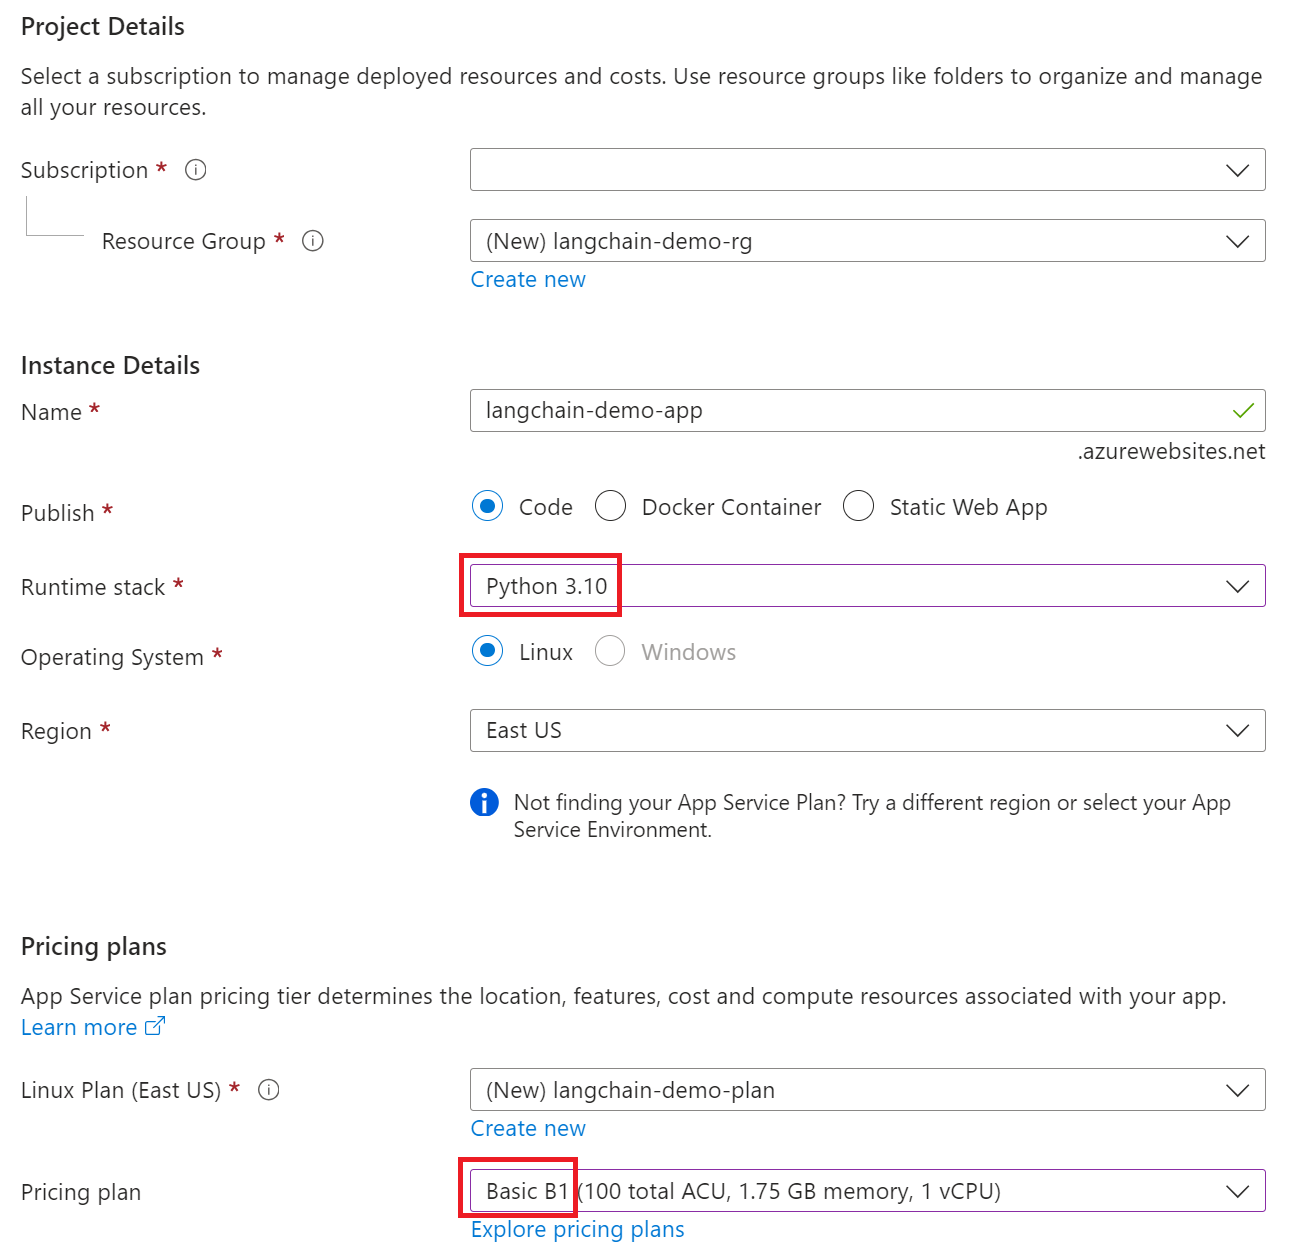 Project Details
Select a subscription to manage deployed resources and costs. Use resource groups like folders to organize and manage
all your resources.
Subscription *
Resource Group * (New) langchain-demo-rg
Create new
Instance Details
Name * langchain-demo-app
.azurewebsites.net
Publish * Code Docker Container Static Web App
Runtime stack * Python 3.10
Operating System * Linux Windows
Region * East US
Not finding your App Service Plan? Try a different region or select your App
Service Environment.
Pricing plans
App Service plan pricing tier determines the location, features, cost and compute resources associated with your app.
Learn more
Linux Plan (East US) * (New) langchain-demo-plan
Create new
Pricing plan Basic B1 (100 total ACU, 1.75 GB memory, 1 vCPU)
Explore pricing plans